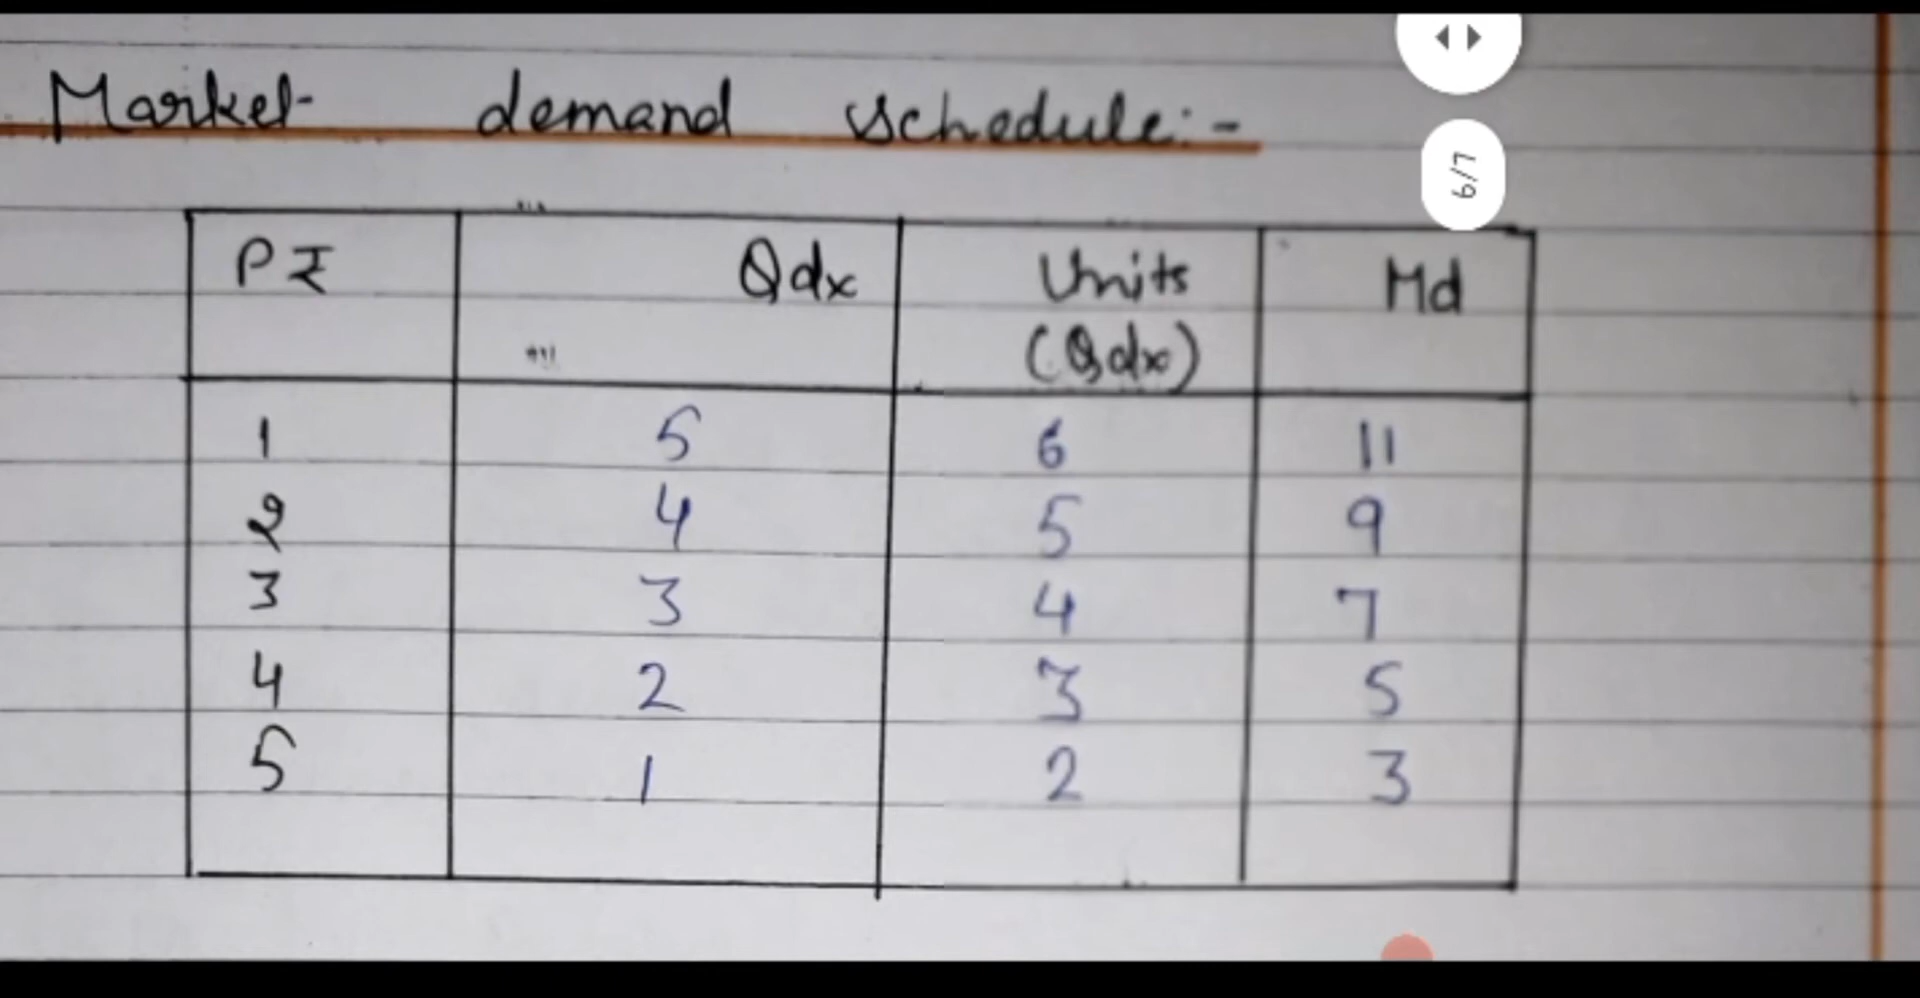 Market demand schedule:-
6/7
P ₹ Qdx Units Md
(Qdx)
1 5 6 11
2 4 5 9
3 3 4 7
4 2 3 5
5 1 2 3